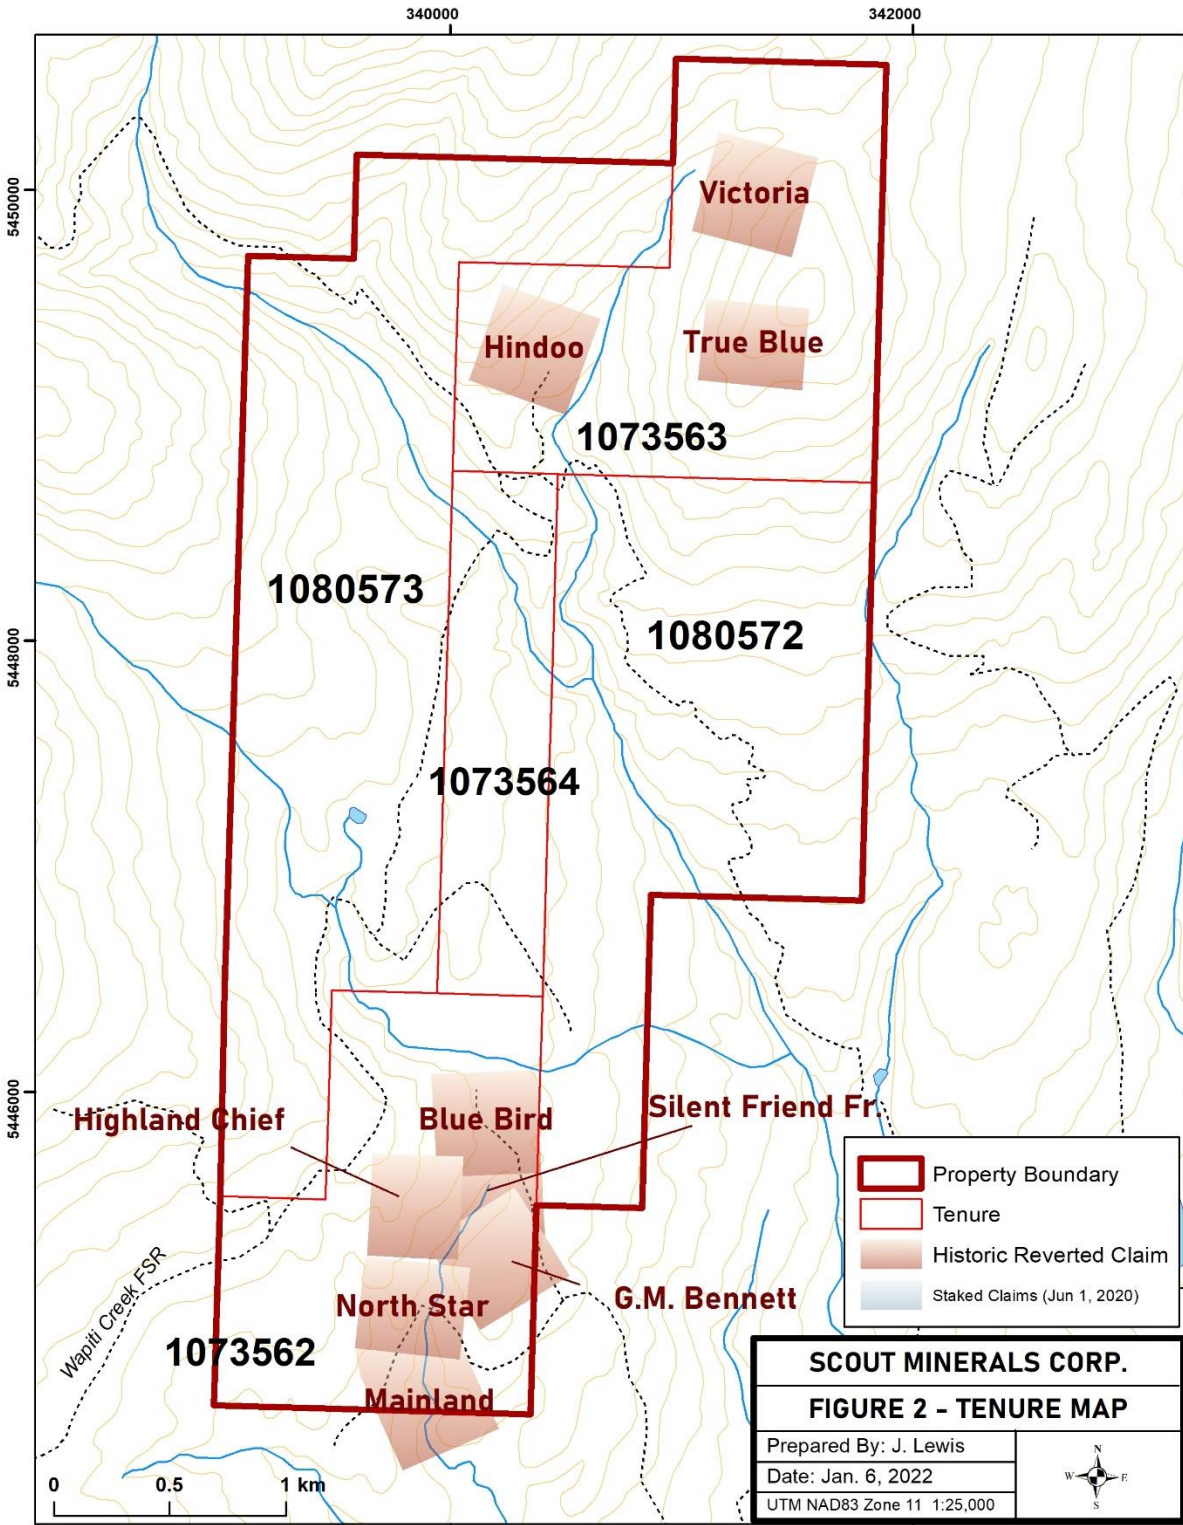 340000
342000
5450000
Victoria
Hindoo
True Blue
1073563
1080573
1080572
5448000
1073564
5446000
Highland Chief
Blue Bird
Silent Friend Fr.
Property Boundary
Tenure
Historic Reverted Claim
Staked Claims (Jun 1, 2020)
Wapiti Creek FSR
North Star
G.M. Bennett
1073562
Mainland
SCOUT MINERALS CORP.
FIGURE 2 - TENURE MAP
Prepared By: J. Lewis
Date: Jan. 6, 2022
UTM NAD83 Zone 11 1:25,000
N
W E
S
0 0.5 1 km